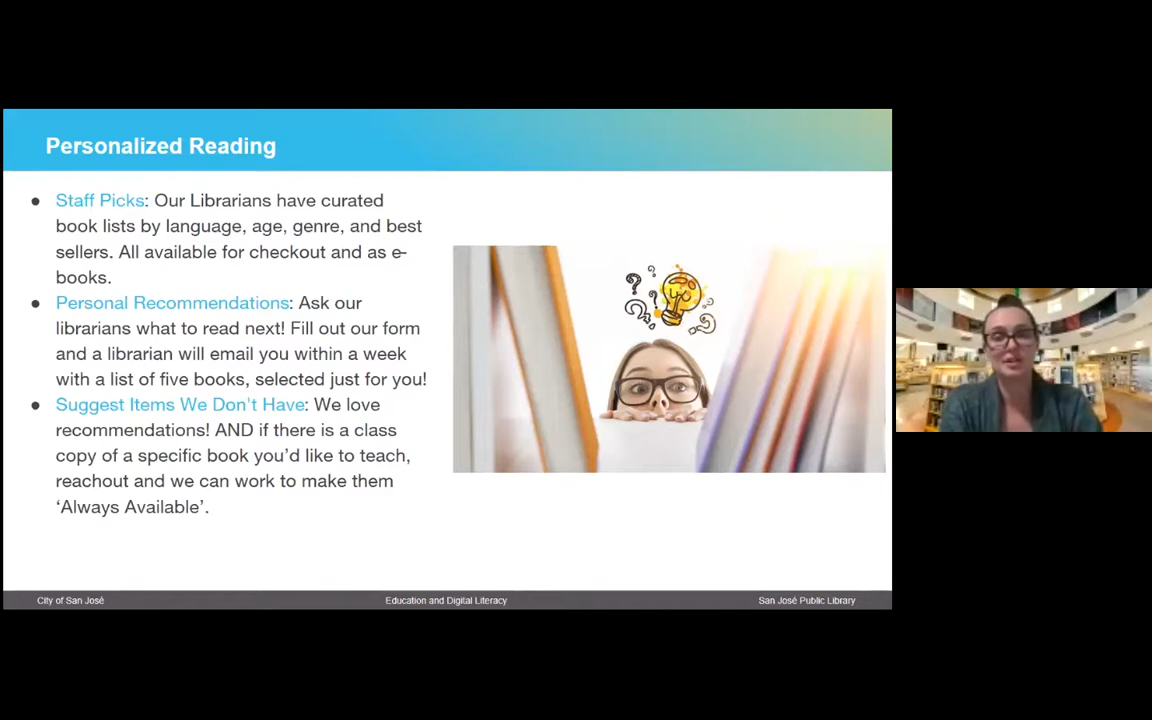 Personalized Reading
● Staff Picks: Our Librarians have curated
book lists by language, age, genre, and best
sellers. All available for checkout and as e-
books.
● Personal Recommendations: Ask our
librarians what to read next! Fill out our form
and a librarian will email you within a week
with a list of five books, selected just for you!
● Suggest Items We Don't Have: We love
recommendations! AND if there is a class
copy of a specific book you’d like to teach,
reachout and we can work to make them
‘Always Available’.
City of San José
Education and Digital Literacy
San José Public Library